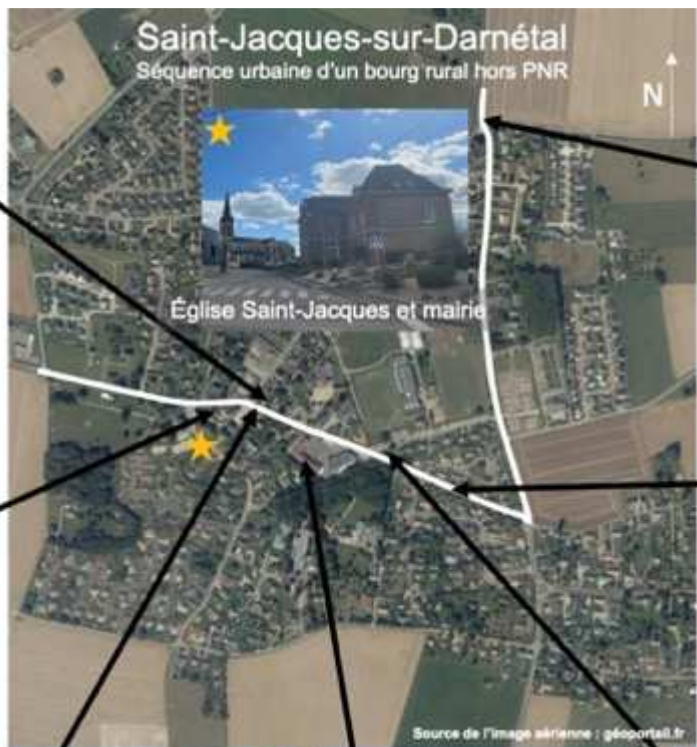 Saint-Jacques-sur-Darnétal
Séquence urbaine d'un bourg rural hors PNR
N
Église Saint-Jacques et mairie
Source de l'image aérienne : géoportail.fr